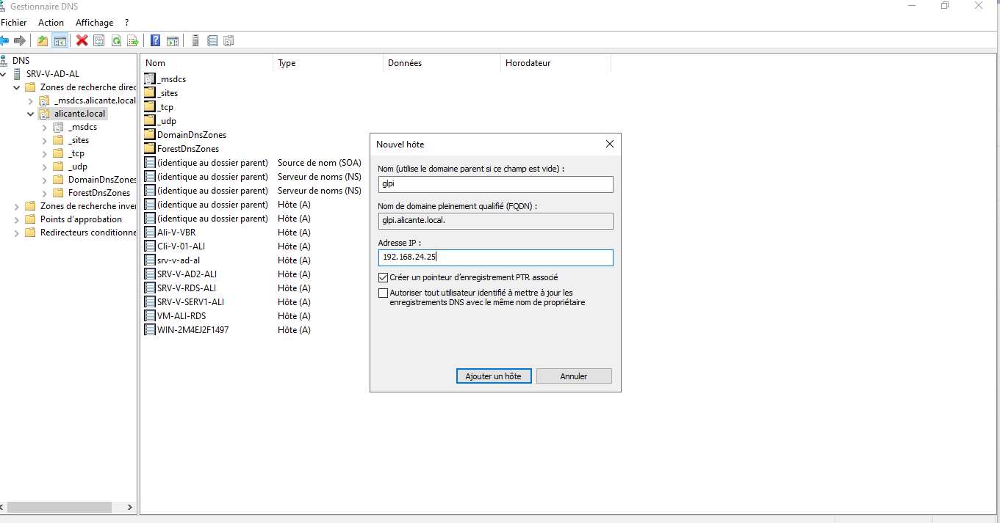 Gestionnaire DNS
Fichier Action Affichage ?
DNS
SRV-V-AD-AL
Zones de recherche direc
_msdcs.alicante.local
alicante.local
_msdcs
_sites
_tcp
_udp
DomainDnsZones
ForestDnsZones
Zones de recherche inver
Points d'approbation
Redirecteurs conditionne
Nom Type Données Horodateur
_msdcs
_sites
_tcp
_udp
DomainDnsZones
ForestDnsZones
(identique au dossier parent) Source de nom (SOA)
(identique au dossier parent) Serveur de noms (NS)
(identique au dossier parent) Serveur de noms (NS)
(identique au dossier parent) Hôte (A)
(identique au dossier parent) Hôte (A)
Ali-V-VBR Hôte (A)
Cli-V-01-ALI Hôte (A)
srv-v-ad-al Hôte (A)
SRV-V-AD2-ALI Hôte (A)
SRV-V-RDS-ALI Hôte (A)
SRV-V-SERV1-ALI Hôte (A)
VM-ALI-RDS Hôte (A)
WIN-2M4EJ2F1497 Hôte (A)
Nouvel hôte
Nom (utilise le domaine parent si ce champ est vide) :
glpi
Nom de domaine pleinement qualifié (FQDN) :
glpi.alicante.local.
Adresse IP :
192.168.24.25
Créer un pointeur d'enregistrement PTR associé
Autoriser tout utilisateur identifié à mettre à jour les
enregistrements DNS avec le même nom de propriétaire
Ajouter un hôte Annuler